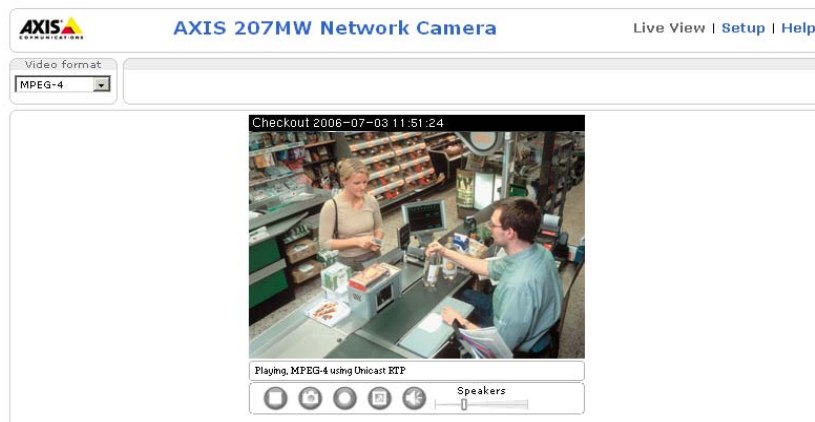 AXIS
COMMUNICATIONS
AXIS 207MW Network Camera
Live View | Setup | Help
Video format
MPEG-4
Checkout 2006-07-03 11:51:24
Playing, MPEG-4 using Unicast RTP
Speakers